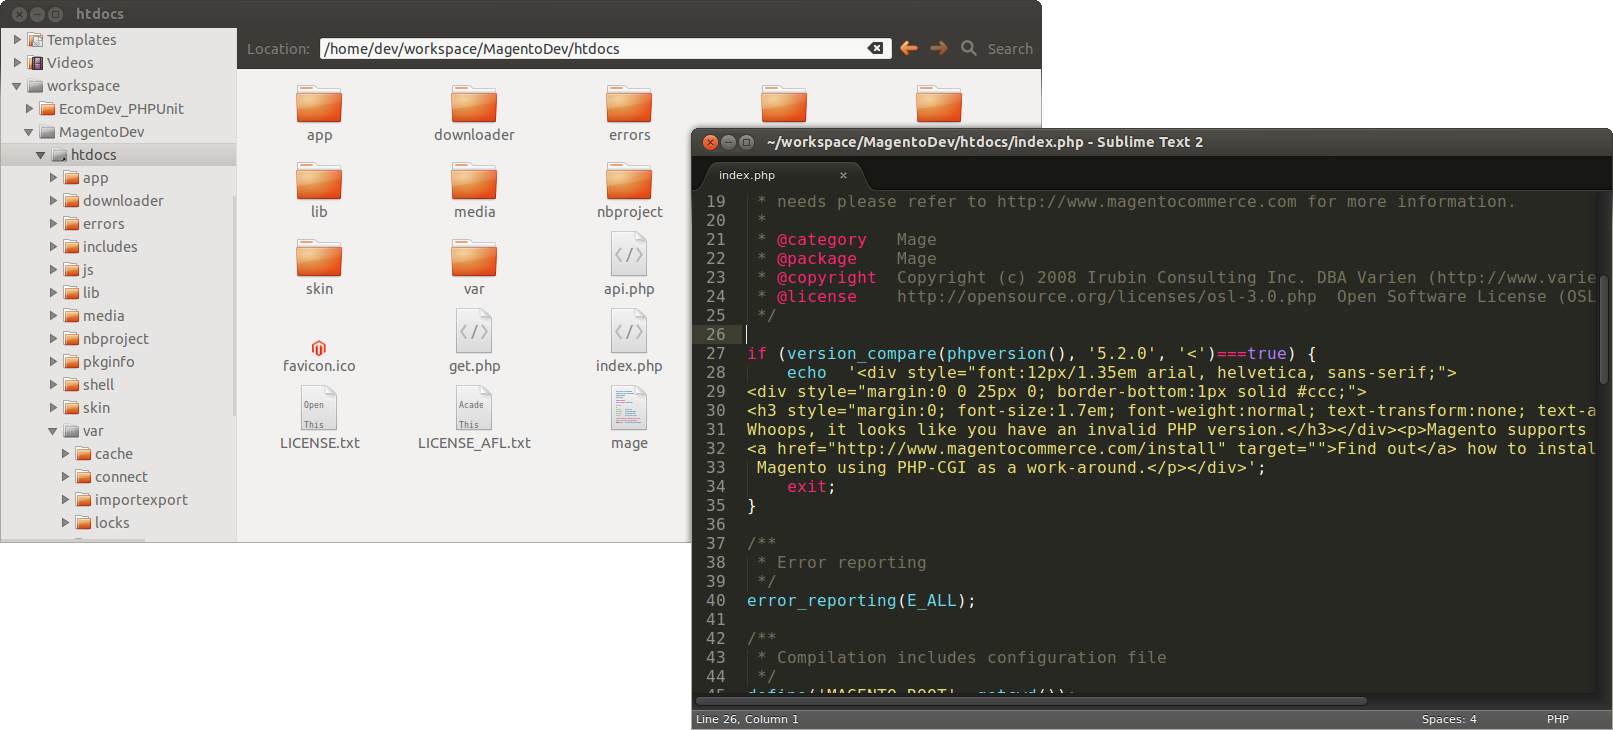 htdocs
Templates
Videos
workspace
EcomDev_PHPUnit
MagentoDev
htdocs
app
downloader
errors
includes
js
lib
media
nbproject
pkginfo
shell
skin
var
cache
connect
importexport
locks
Location: /home/dev/workspace/MagentoDev/htdocs Search
app downloader errors
lib media nbproject
skin var api.php
favicon.ico get.php index.php
Open
This
Acade
This
LICENSE.txt LICENSE_AFL.txt mage
~/workspace/MagentoDev/htdocs/index.php - Sublime Text 2
index.php
19 * needs please refer to http://www.magentocommerce.com for more information.
20 *
21 * @category Mage
22 * @package Mage
23 * @copyright Copyright (c) 2008 Irubin Consulting Inc. DBA Varien (http://www.varie
24 * @license http://opensource.org/licenses/osl-3.0.php Open Software License (OSL
25 */
26
27 if (version_compare(phpversion(), '5.2.0', '<')===true) {
28 echo '<div style="font:12px/1.35em arial, helvetica, sans-serif;">
29 <div style="margin:0 0 25px 0; border-bottom:1px solid #ccc;">
30 <h3 style="margin:0; font-size:1.7em; font-weight:normal; text-transform:none; text-a
31 Whoops, it looks like you have an invalid PHP version.</h3></div><p>Magento supports
32 <a href="http://www.magentocommerce.com/install" target="">Find out</a> how to instal
33 Magento using PHP-CGI as a work-around.</p></div>';
34 exit;
35 }
36
37 /**
38 * Error reporting
39 */
40 error_reporting(E_ALL);
41
42 /**
43 * Compilation includes configuration file
44 */
45 define('MAGENTO_ROOT', getcwd());
Line 26, Column 1 Spaces: 4 PHP